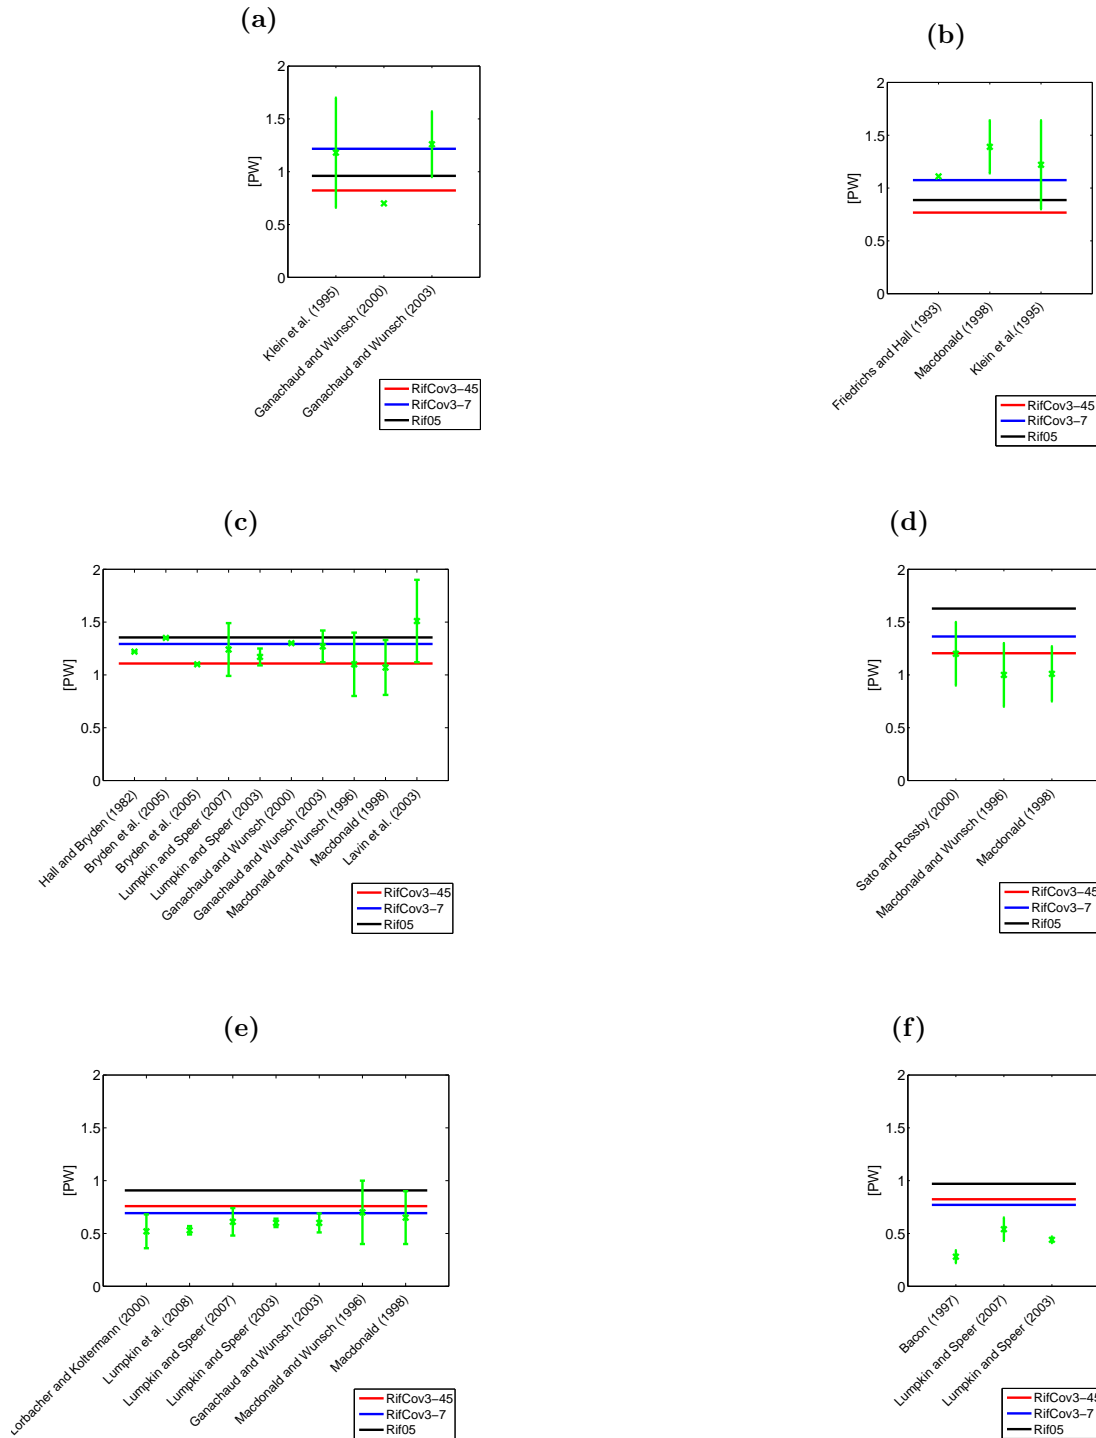 (a)
2
1.5
1
0.5
0
[PW]
Klein et al. (1995)
Ganachaud and Wunsch (2000)
Ganachaud and Wunsch (2003)
RifCov3-45
RifCov3-7
Rif05
(b)
2
1.5
1
0.5
0
[PW]
Friedrichs and Hall (1993)
Macdonald (1998)
Klein et al.(1995)
RifCov3-45
RifCov3-7
Rif05
(c)
2
1.5
1
0.5
0
[PW]
Hall and Bryden (1982)
Bryden et al. (2005)
Bryden et al. (2005)
Lumpkin and Speer (2007)
Lumpkin and Speer (2003)
Ganachaud and Wunsch (2000)
Ganachaud and Wunsch (2003)
Macdonald and Wunsch (1996)
Macdonald (1998)
Lavin et al. (2003)
RifCov3-45
RifCov3-7
Rif05
(d)
2
1.5
1
0.5
0
[PW]
Sato and Rossby (2000)
Macdonald and Wunsch (1996)
Macdonald (1998)
RifCov3-45
RifCov3-7
Rif05
(e)
2
1.5
1
0.5
0
[PW]
Lorbacher and Koltermann (2000)
Lumpkin et al. (2008)
Lumpkin and Speer (2007)
Lumpkin and Speer (2003)
Ganachaud and Wunsch (2003)
Macdonald and Wunsch (1996)
Macdonald (1998)
RifCov3-45
RifCov3-7
Rif05
(f)
2
1.5
1
0.5
0
[PW]
Bacon (1997)
Lumpkin and Speer (2007)
Lumpkin and Speer (2003)
RifCov3-45
RifCov3-7
Rif05